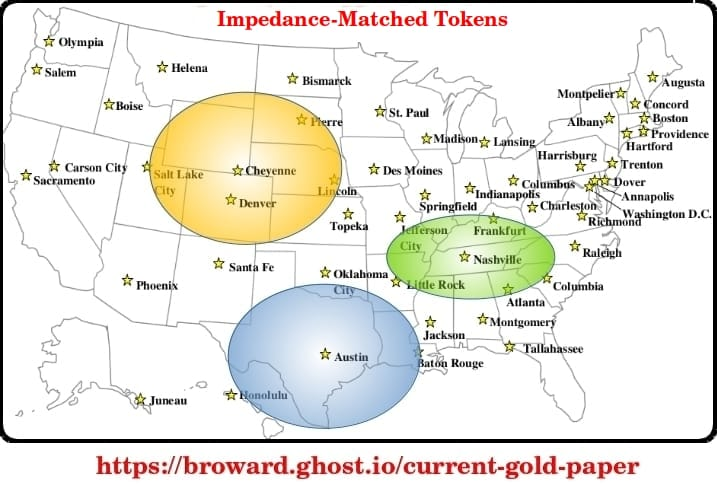 Impedance-Matched Tokens
Olympia
Salem
Helena
Bismarck
Boise
Pierre
St. Paul
Madison
Lansing
Augusta
Montpelier
Concord
Albany
Boston
Providence
Hartford
Carson City
Sacramento
Salt Lake
City
Cheyenne
Denver
Lincoln
Des Moines
Springfield
Indianapolis
Columbus
Harrisburg
Trenton
Dover
Annapolis
Washington D.C.
Charleston
Richmond
Topeka
Jefferson
City
Frankfurt
Nashville
Raleigh
Phoenix
Santa Fe
Oklahoma
City
Little Rock
Atlanta
Columbia
Jackson
Montgomery
Austin
Baton Rouge
Tallahassee
Juneau
Honolulu
https://broward.ghost.io/current-gold-paper